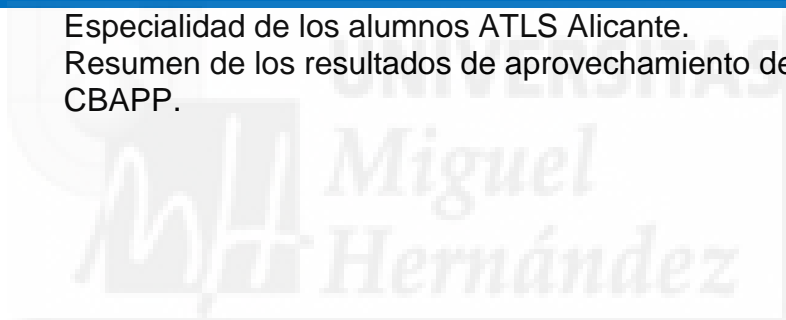 Especialidad de los alumnos ATLS Alicante.
Resumen de los resultados de aprovechamiento de
CBAPP.
UNIVERSITAS
Miguel
Hernández